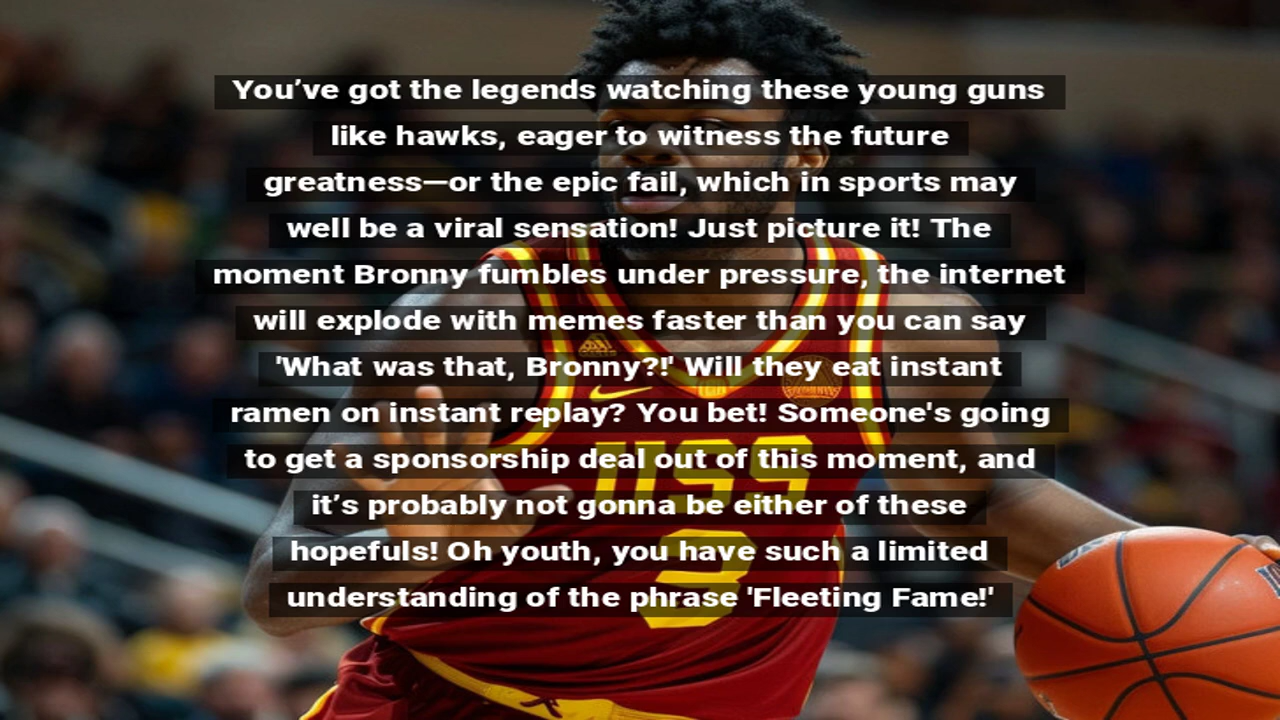 You’ve got the legends watching these young guns
like hawks, eager to witness the future
greatness—or the epic fail, which in sports may
well be a viral sensation! Just picture it! The
moment Bronny fumbles under pressure, the internet
will explode with memes faster than you can say
'What was that, Bronny?!' Will they eat instant
ramen on instant replay? You bet! Someone's going
to get a sponsorship deal out of this moment, and
it’s probably not gonna be either of these
hopefuls! Oh youth, you have such a limited
understanding of the phrase 'Fleeting Fame!'
3